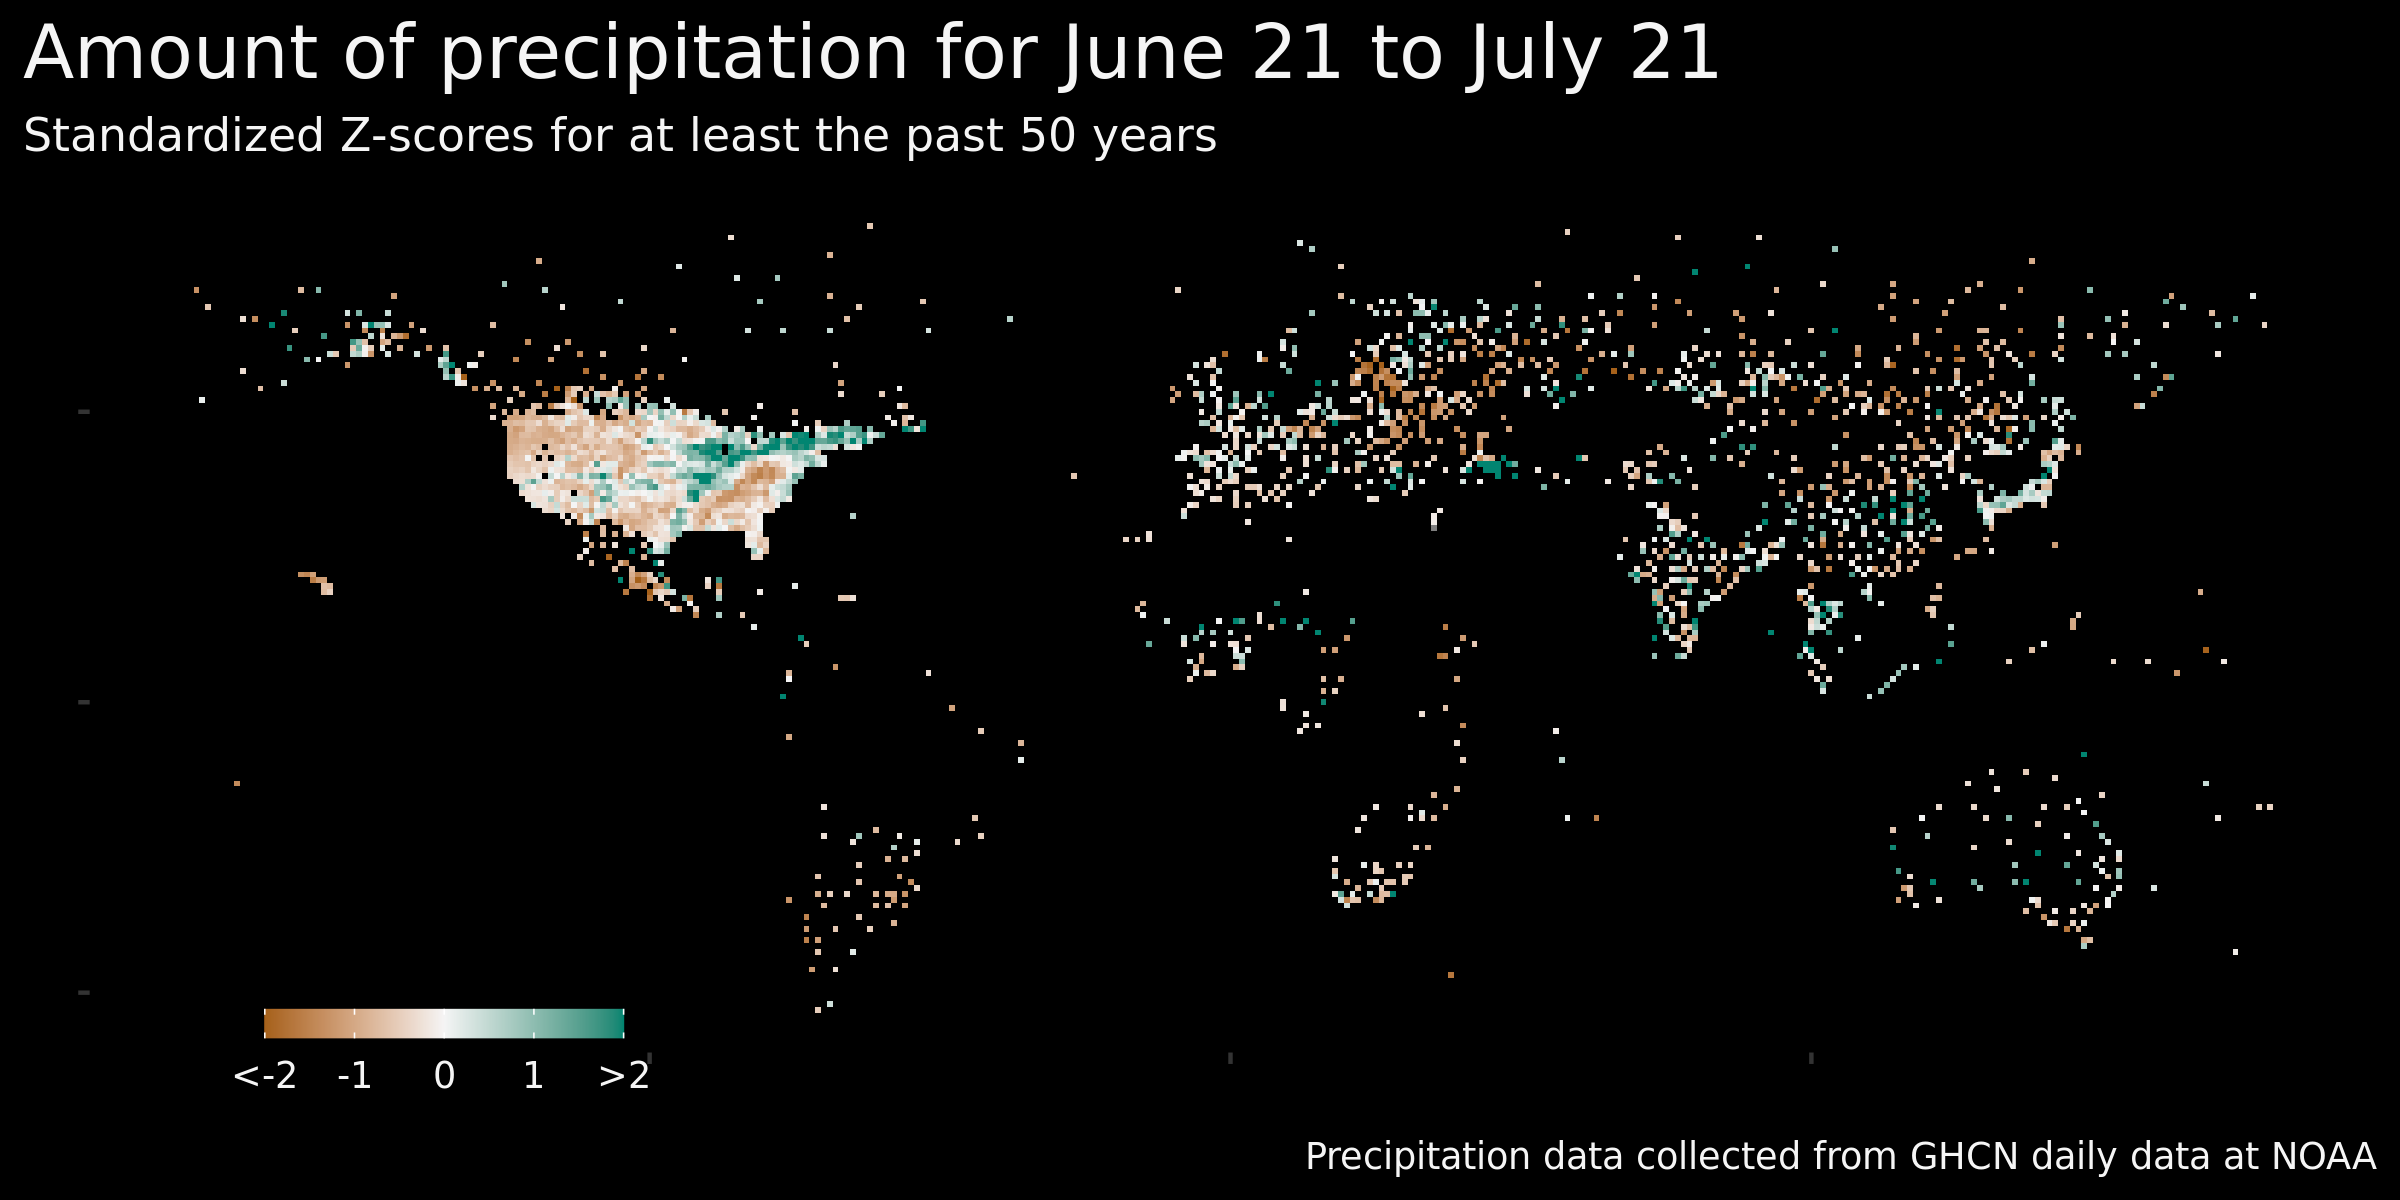 Amount of precipitation for June 21 to July 21
Standardized Z-scores for at least the past 50 years
<-2 -1 0 1 >2
Precipitation data collected from GHCN daily data at NOAA